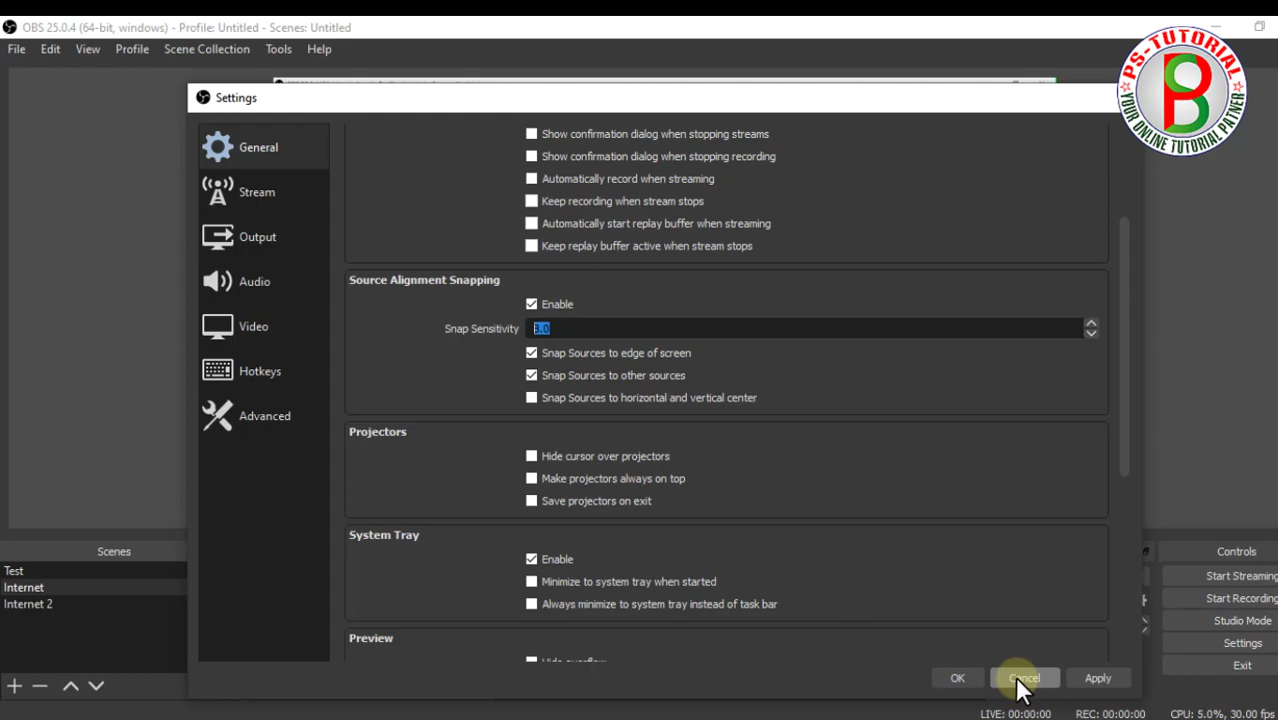 OBS 25.0.4 (64-bit, windows) - Profile: Untitled - Scenes: Untitled
File Edit View Profile Scene Collection Tools Help
PS-TUTORIAL
YOUR ONLINE TUTORIAL PATNER
Settings
General
Stream
Output
Audio
Video
Hotkeys
Advanced
Show confirmation dialog when stopping streams
Show confirmation dialog when stopping recording
Automatically record when streaming
Keep recording when stream stops
Automatically start replay buffer when streaming
Keep replay buffer active when stream stops
Source Alignment Snapping
Enable
Snap Sensitivity
Snap Sources to edge of screen
Snap Sources to other sources
Snap Sources to horizontal and vertical center
Projectors
Hide cursor over projectors
Make projectors always on top
Save projectors on exit
System Tray
Enable
Minimize to system tray when started
Always minimize to system tray instead of task bar
Preview
OK Cancel Apply
Scenes
Test
Internet
Internet 2
Controls
Start Streaming
Start Recording
Studio Mode
Settings
Exit
LIVE: 00:00:00 REC: 00:00:00 CPU: 5.0%, 30.00 fps